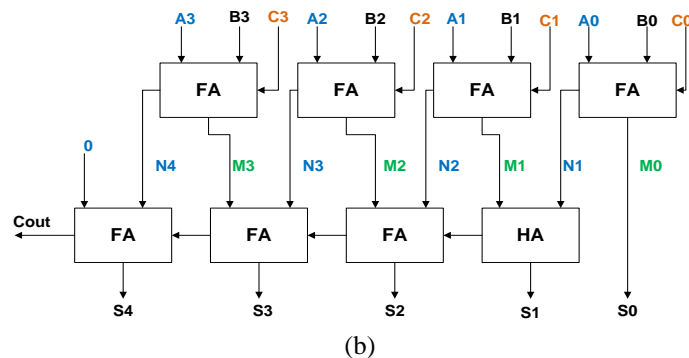 A3 B3 C3 A2 B2 C2 A1 B1 C1 A0 B0 C0
FA FA FA FA
0 N4 M3 N3 M2 N2 M1 N1 M0
Cout FA FA FA HA
S4 S3 S2 S1 S0
(b)